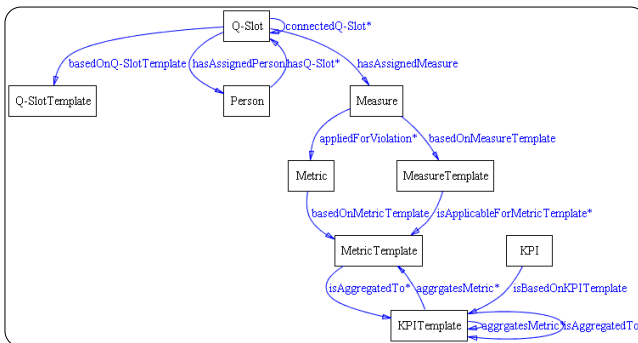 Q-Slot
connectedQ-Slot*
basedOnQ-SlotTemplate
hasAssignedPerson
hasQ-Slot*
hasAssignedMeasure
Q-SlotTemplate
Person
Measure
appliedForViolation*
basedOnMeasureTemplate
Metric
MeasureTemplate
basedOnMetricTemplate
isApplicableForMetricTemplate*
MetricTemplate
KPI
isAggregatedTo*
aggrgatesMetric*
isBasedOnKPITemplate
KPITemplate
aggrgatesMetric*
isAggregatedTo*